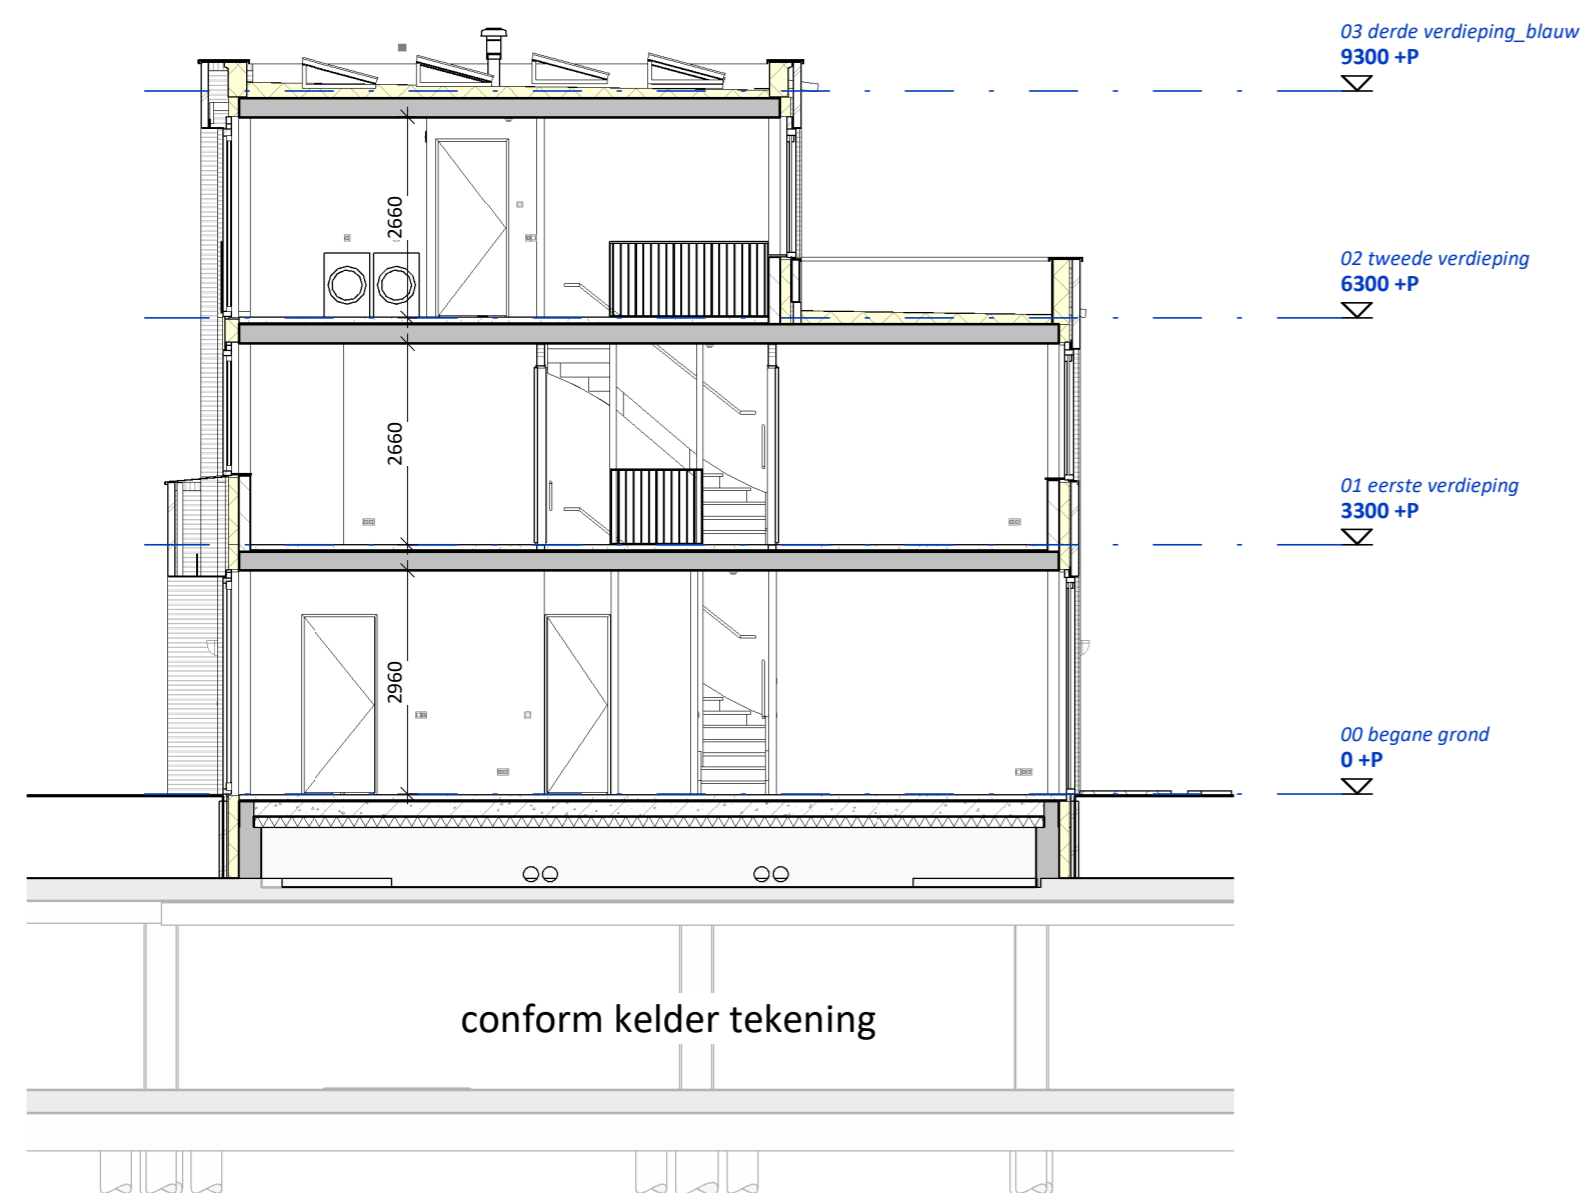 03 derde verdieping_blauw
9300 +P
2660
02 tweede verdieping
6300 +P
2660
01 eerste verdieping
3300 +P
2960
00 begane grond
0 +P
conform kelder tekening